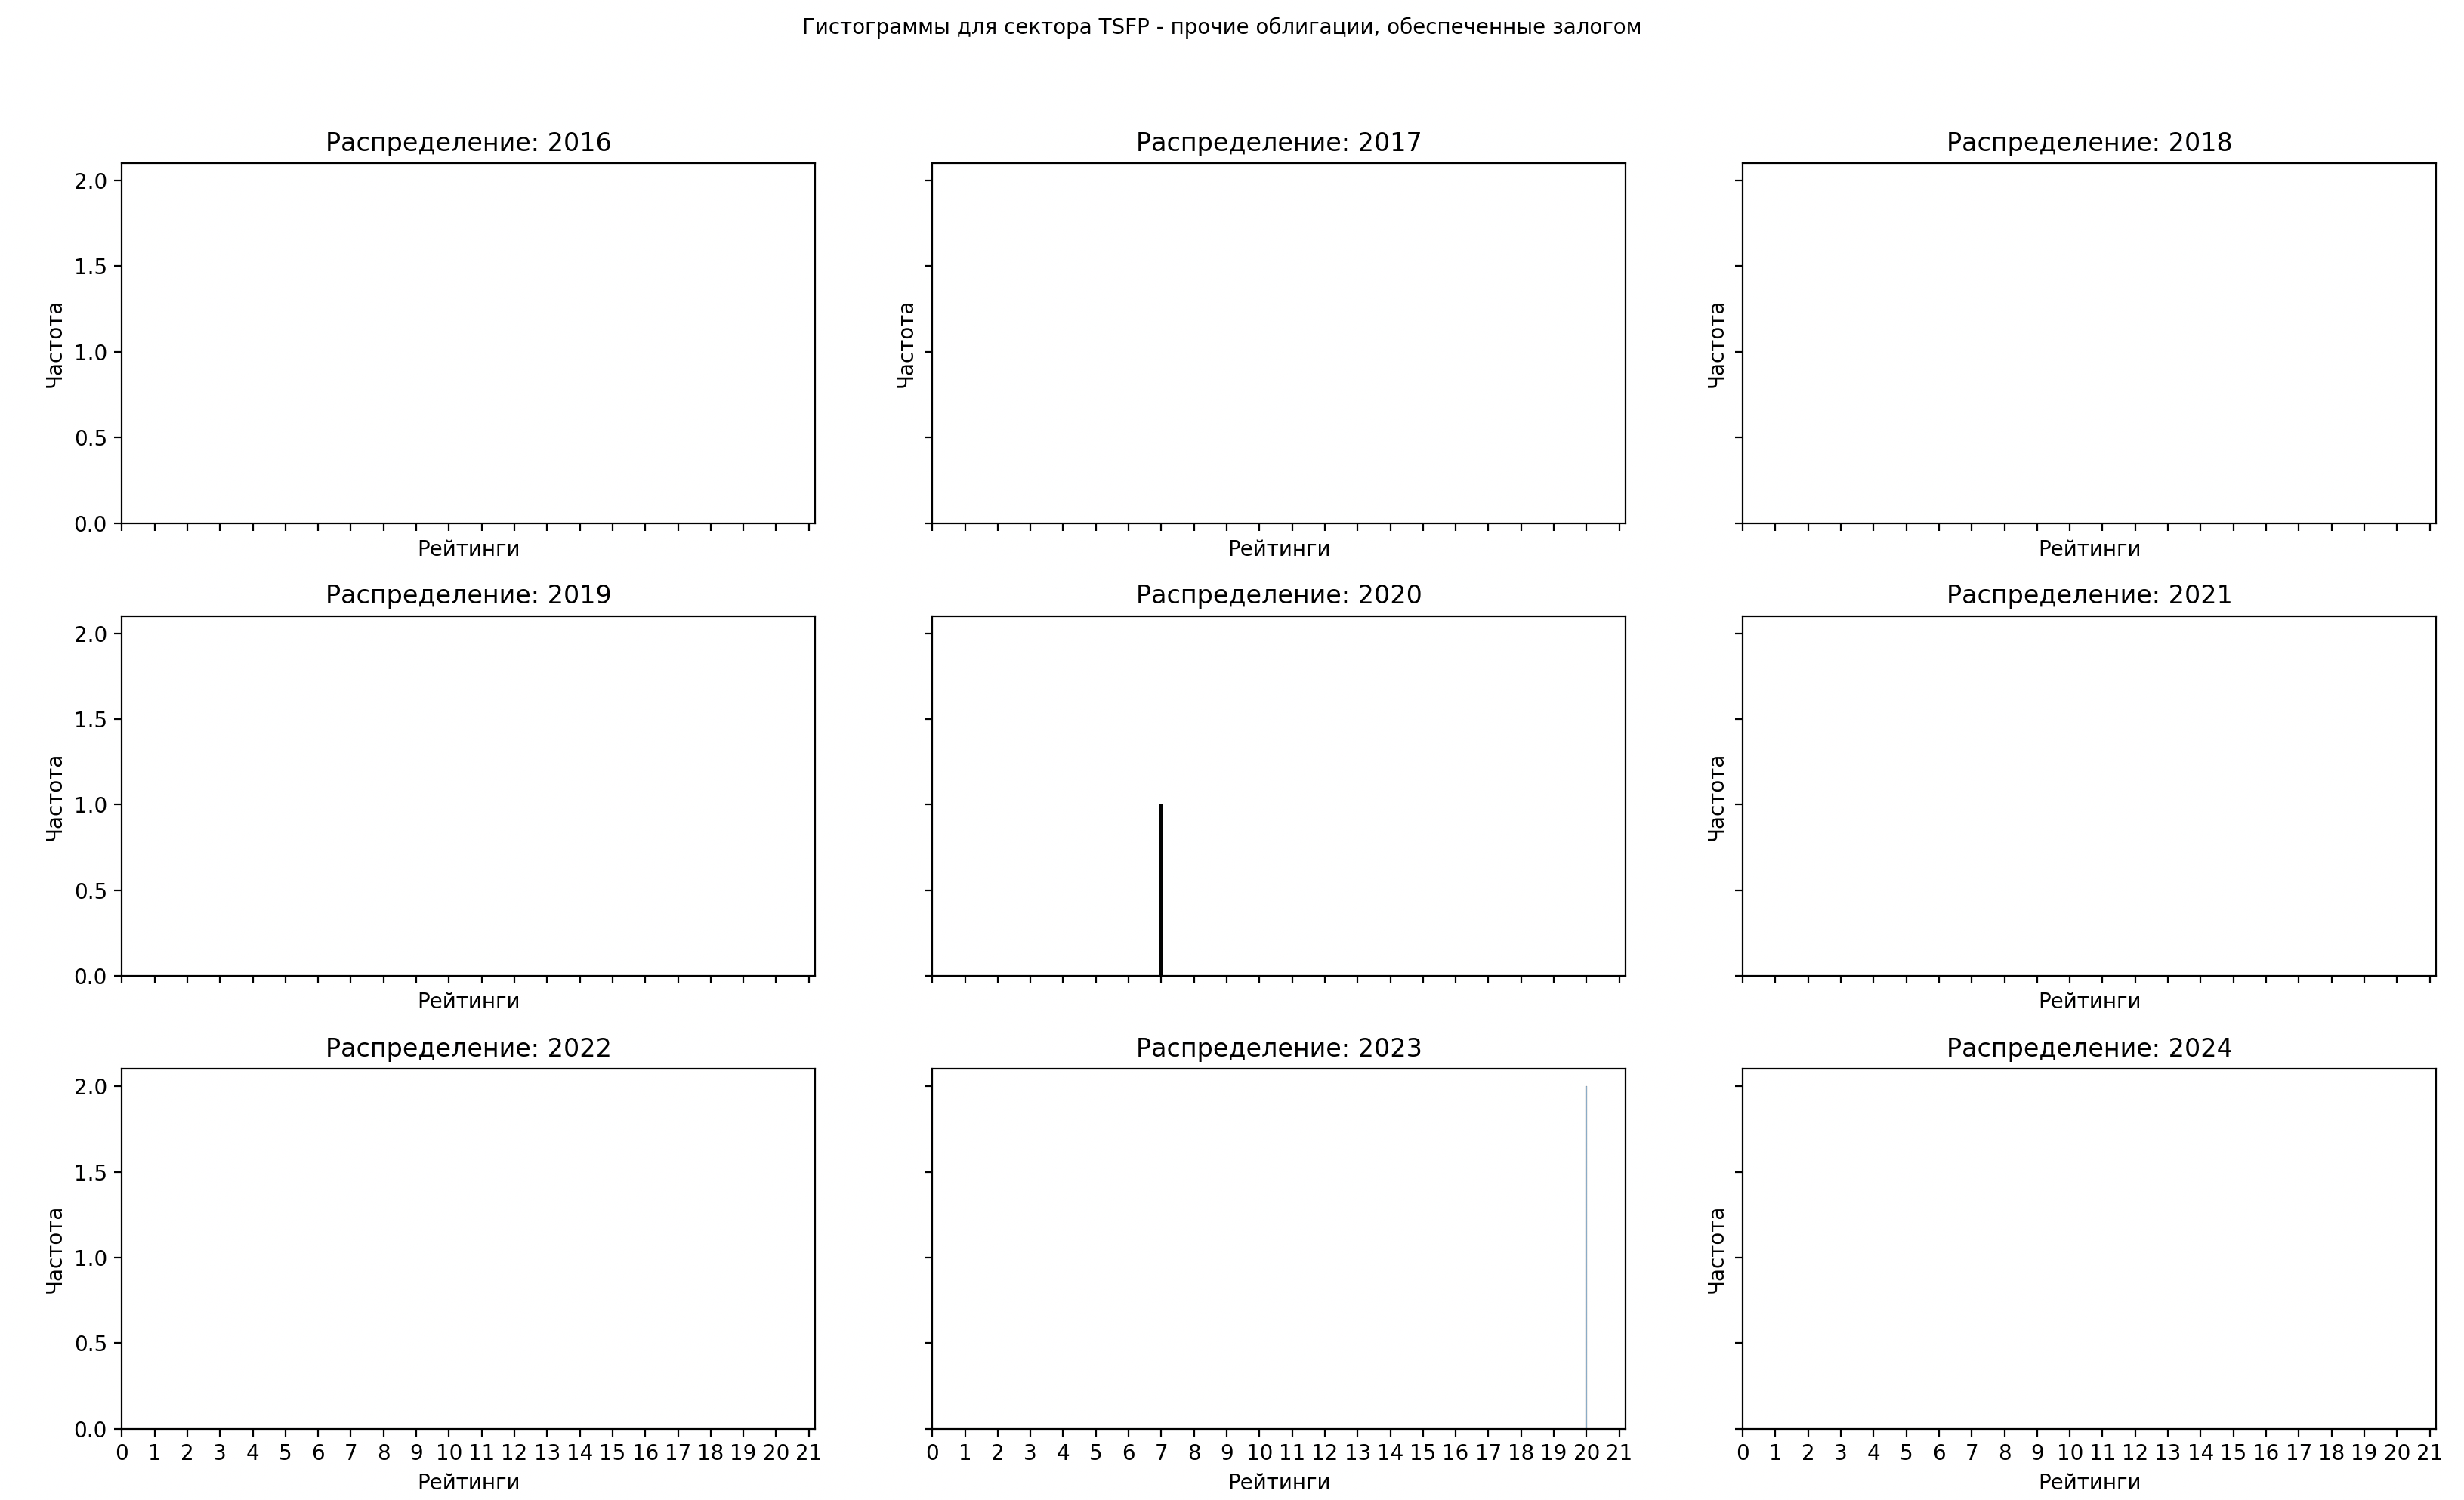 Гистограммы для сектора TSFP - прочие облигации, обеспеченные залогом
Распределение: 2016
Распределение: 2017
Распределение: 2018
2.0
1.5
1.0
0.5
0.0
Частота
Частота
Частота
Рейтинги
Рейтинги
Рейтинги
Распределение: 2019
Распределение: 2020
Распределение: 2021
2.0
1.5
1.0
0.5
0.0
Частота
Частота
Рейтинги
Рейтинги
Распределение: 2022
Распределение: 2023
Распределение: 2024
2.0
1.5
1.0
0.5
0.0
Частота
Частота
0 1 2 3 4 5 6 7 8 9 10 11 12 13 14 15 16 17 18 19 20 21
0 1 2 3 4 5 6 7 8 9 10 11 12 13 14 15 16 17 18 19 20 21
0 1 2 3 4 5 6 7 8 9 10 11 12 13 14 15 16 17 18 19 20 21
Рейтинги
Рейтинги
Рейтинги